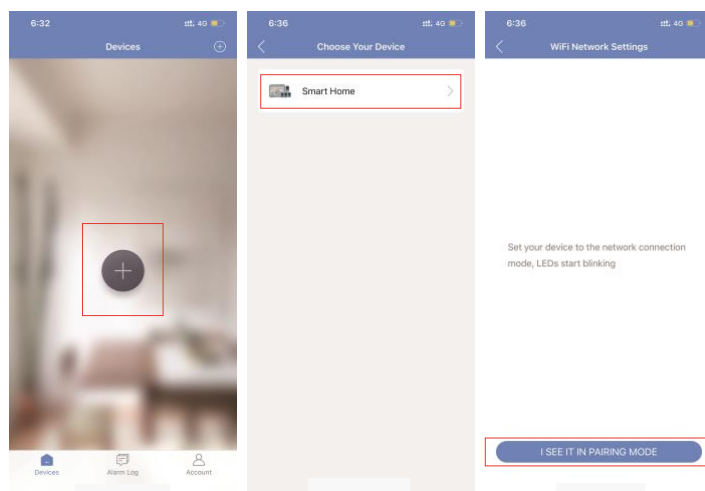 6:32
4G
Devices
Devices
Alarm Log
Account
6:36
4G
Choose Your Device
Smart Home
6:36
4G
WiFi Network Settings
Set your device to the network connection
mode, LEDs start blinking
I SEE IT IN PAIRING MODE